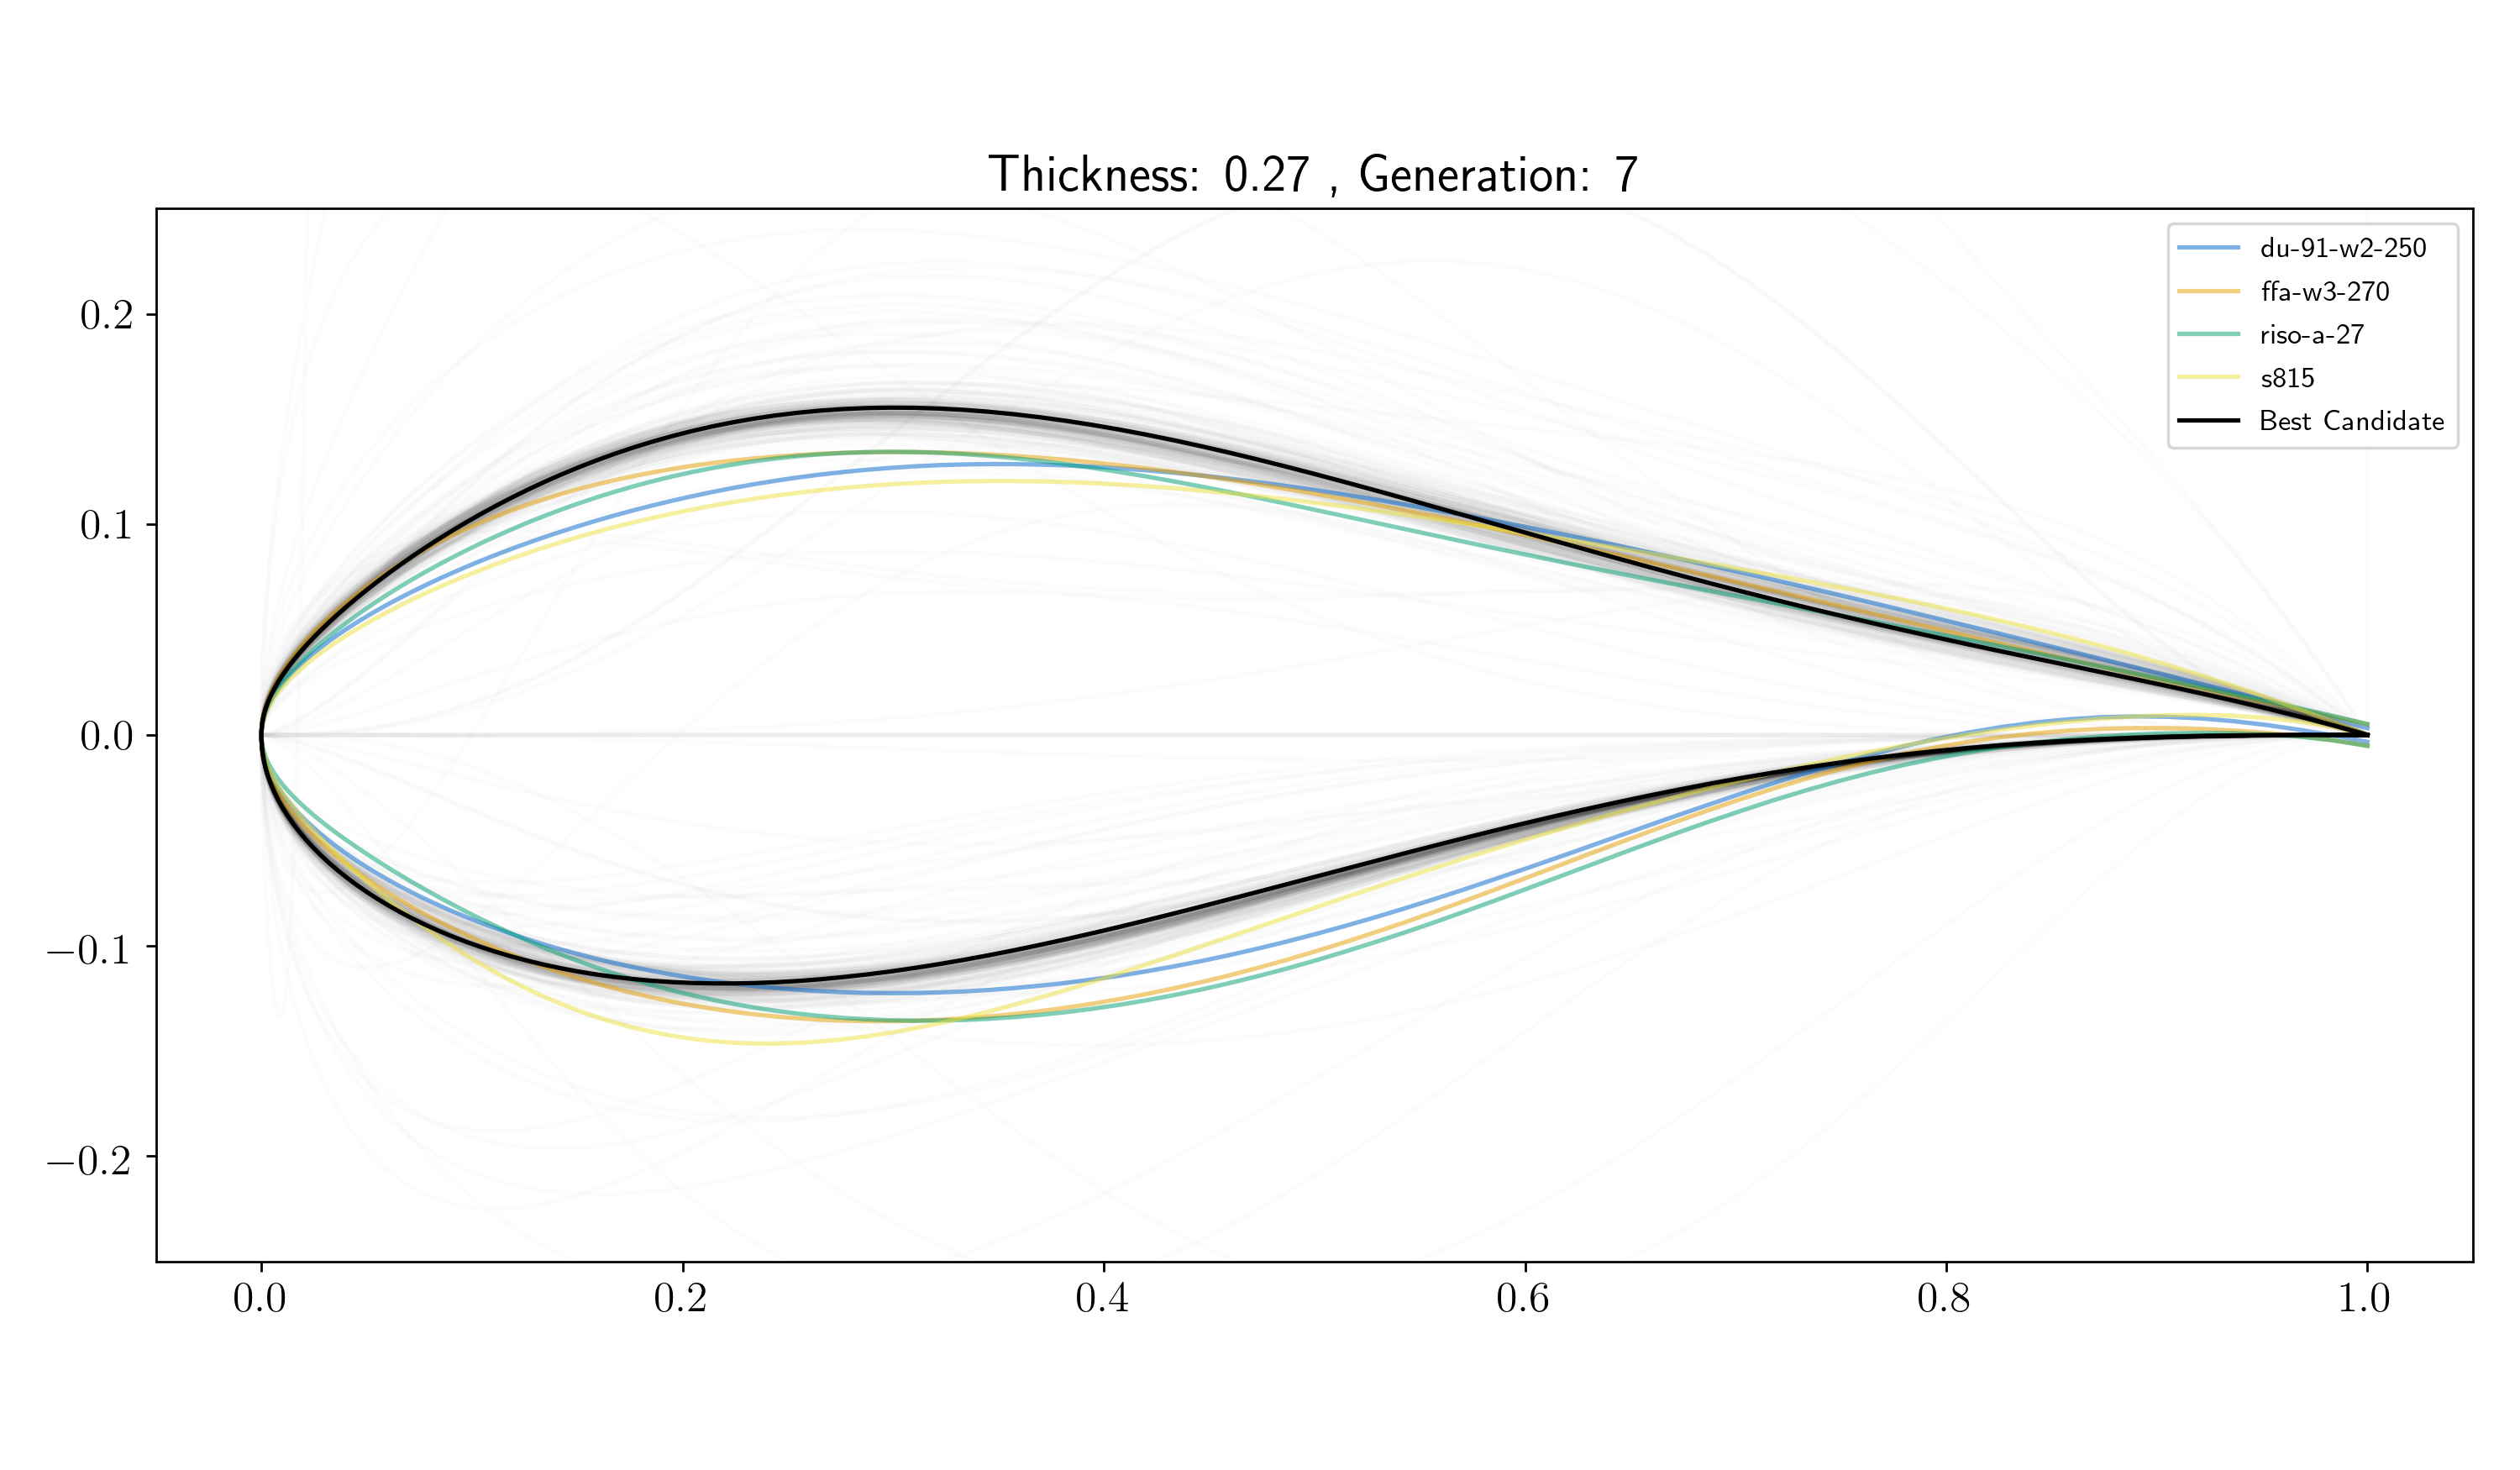 Thickness: 0.27 , Generation: 7
du-91-w2-250
ffa-w3-270
riso-a-27
s815
Best Candidate
0.2
0.1
0.0
−0.1
−0.2
0.0 0.2 0.4 0.6 0.8 1.0